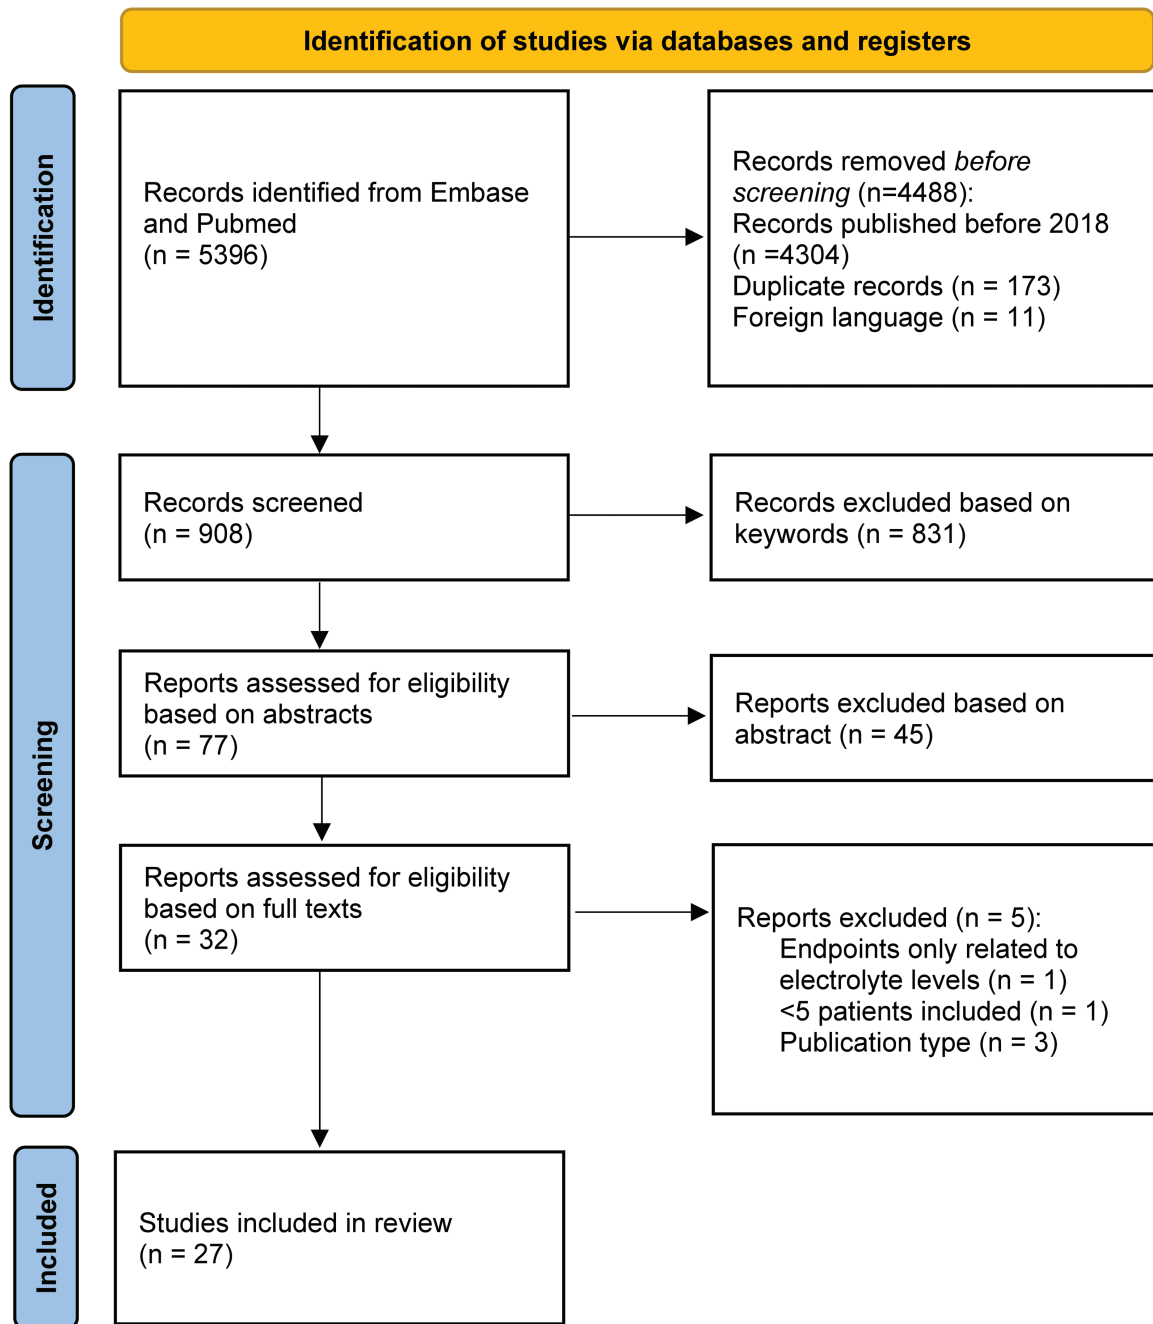 Identification of studies via databases and registers
Identification
Records identified from Embase
and Pubmed
(n = 5396)
Records removed before
screening (n=4488):
Records published before 2018
(n =4304)
Duplicate records (n = 173)
Foreign language (n = 11)
Screening
Records screened
(n = 908)
Records excluded based on
keywords (n = 831)
Reports assessed for eligibility
based on abstracts
(n = 77)
Reports excluded based on
abstract (n = 45)
Reports assessed for eligibility
based on full texts
(n = 32)
Reports excluded (n = 5):
Endpoints only related to
electrolyte levels (n = 1)
<5 patients included (n = 1)
Publication type (n = 3)
Included
Studies included in review
(n = 27)